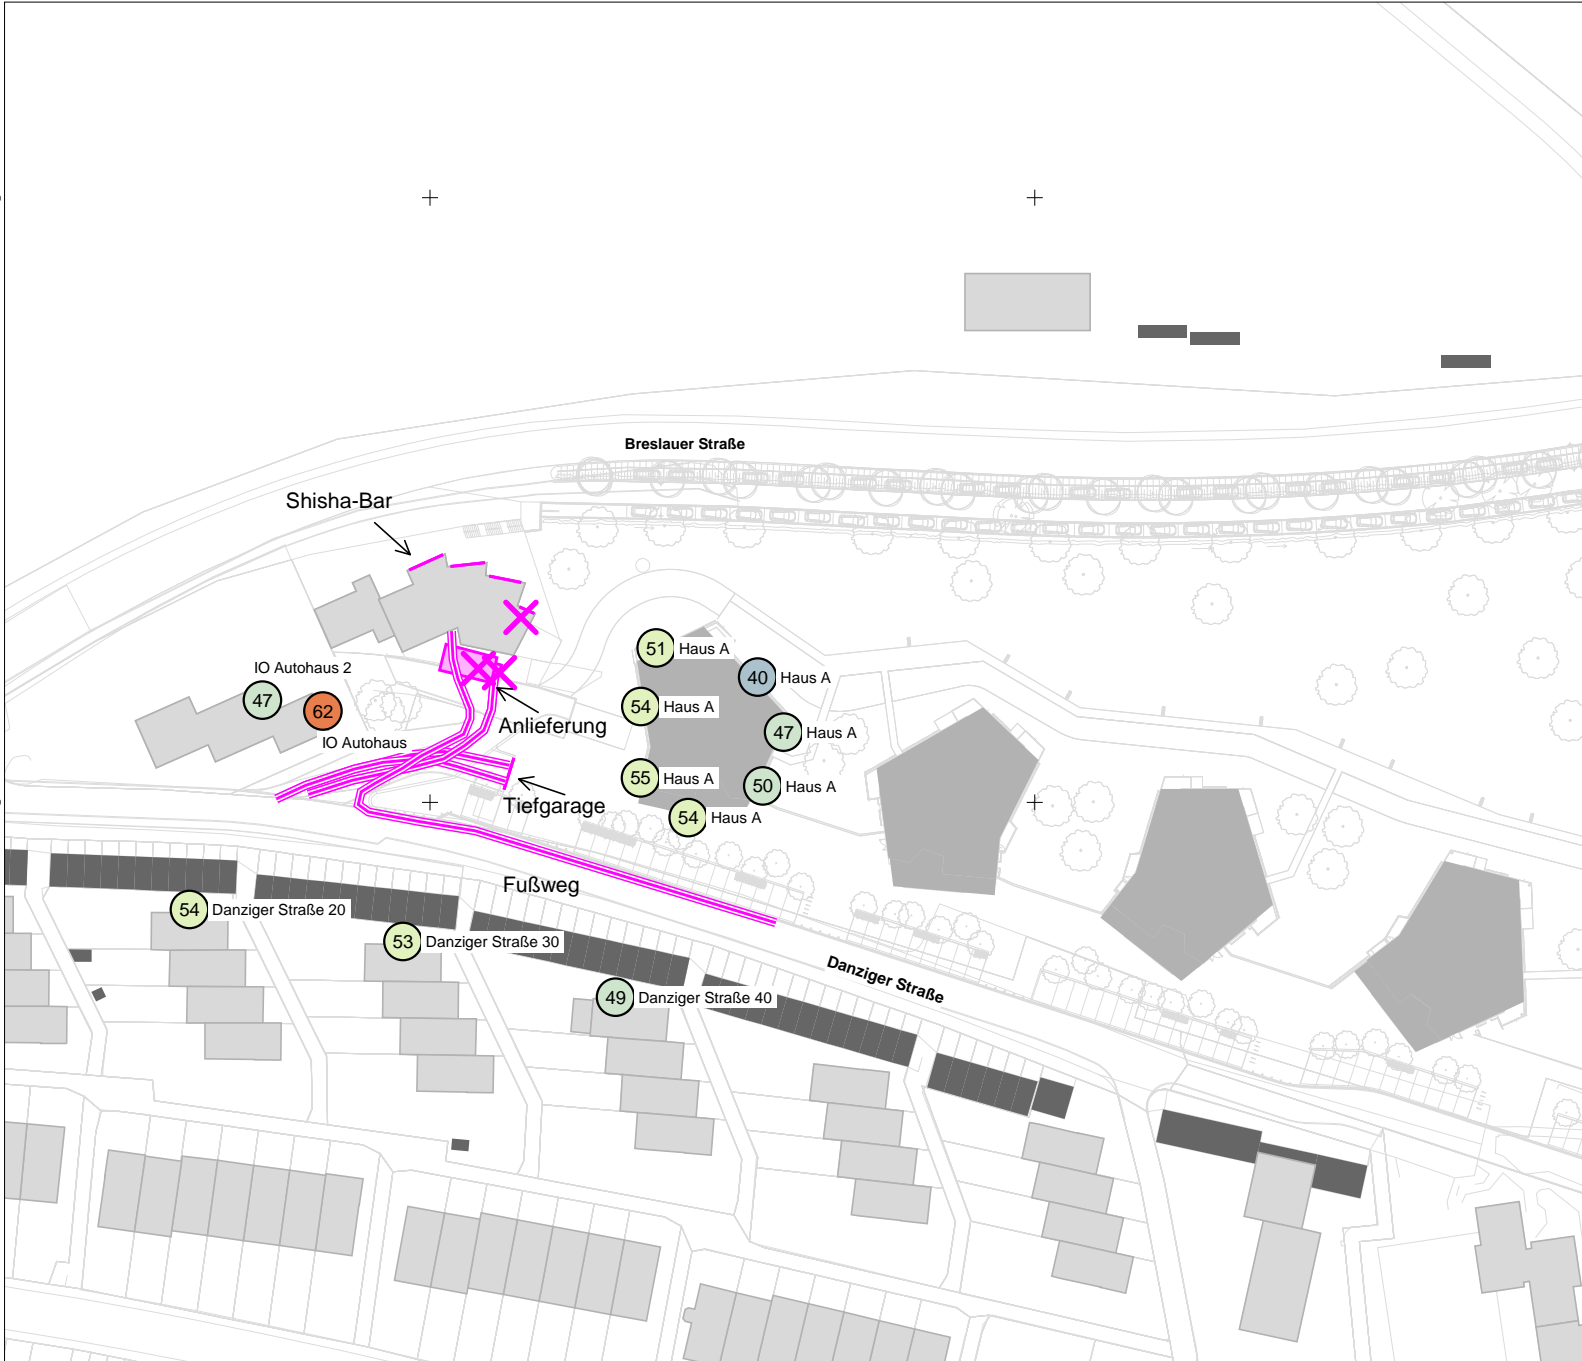 Breslauer Straße
Shisha-Bar
51 Haus A
IO Autohaus 2
40 Haus A
47
62
54 Haus A
Anlieferung
47 Haus A
IO Autohaus
55 Haus A
50 Haus A
Tiefgarage
54 Haus A
Fußweg
54 Danziger Straße 20
53 Danziger Straße 30
Danziger Straße
49 Danziger Straße 40